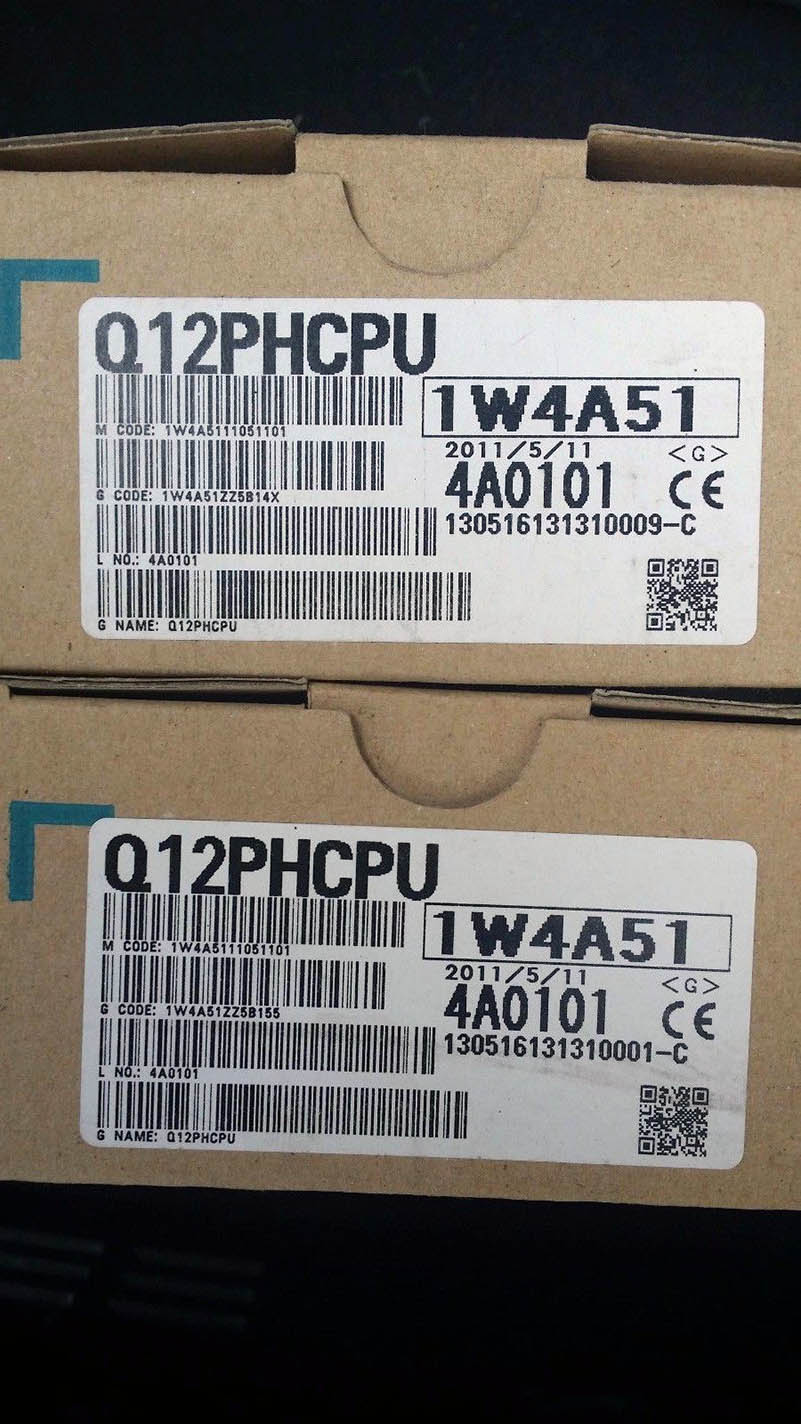 Q12PHCPU
1W4A51
M CODE: 1W4A5111051101
2011/5/11 <G>
4A0101 CE
G CODE: 1W4A51ZZ5B14X
130516131310009-C
L NO.: 4A0101
G NAME: Q12PHCPU
Q12PHCPU
1W4A51
M CODE: 1W4A5111051101
2011/5/11 <G>
4A0101 CE
G CODE: 1W4A51ZZ5B155
130516131310001-C
L NO.: 4A0101
G NAME: Q12PHCPU